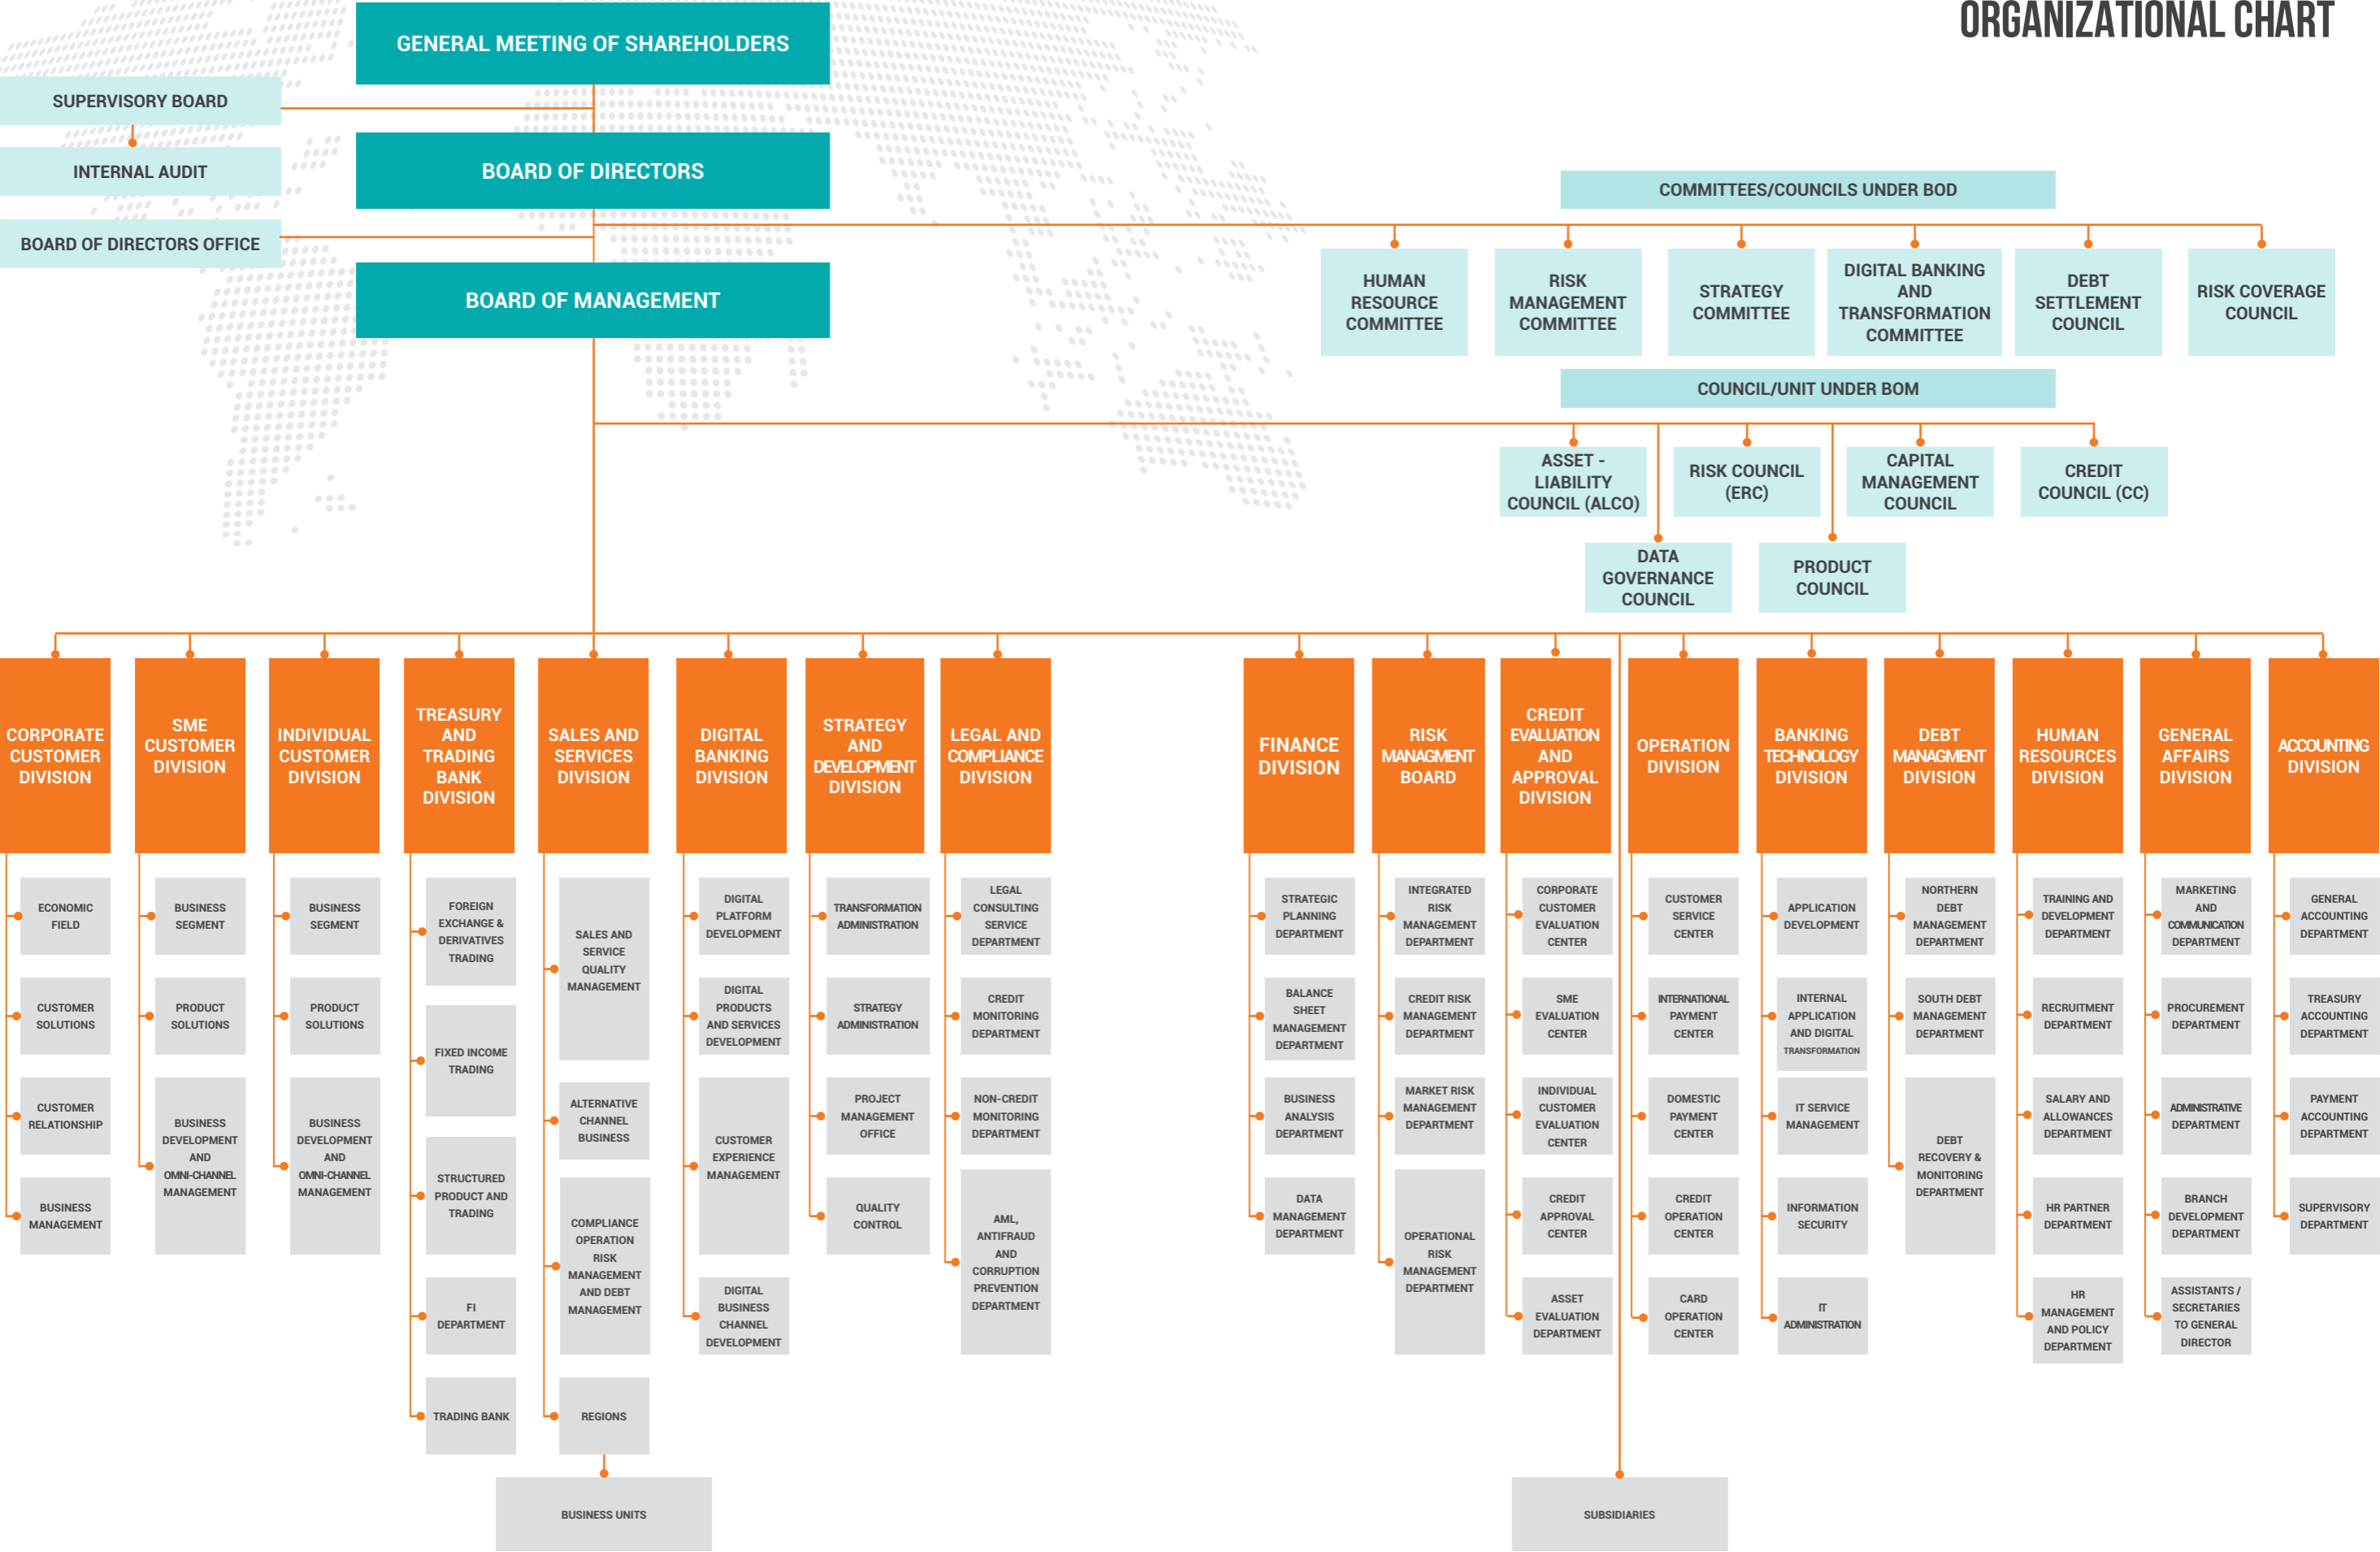 ORGANIZATIONAL CHART
GENERAL MEETING OF SHAREHOLDERS
SUPERVISORY BOARD
INTERNAL AUDIT
BOARD OF DIRECTORS
BOARD OF DIRECTORS OFFICE
BOARD OF MANAGEMENT
COMMITTEES/COUNCILS UNDER BOD
HUMAN
RESOURCE
COMMITTEE
RISK
MANAGEMENT
COMMITTEE
STRATEGY
COMMITTEE
DIGITAL BANKING
AND
TRANSFORMATION
COMMITTEE
DEBT
SETTLEMENT
COUNCIL
RISK COVERAGE
COUNCIL
COUNCIL/UNIT UNDER BOM
ASSET -
LIABILITY
COUNCIL (ALCO)
RISK COUNCIL
(ERC)
CAPITAL
MANAGEMENT
COUNCIL
CREDIT
COUNCIL (CC)
DATA
GOVERNANCE
COUNCIL
PRODUCT
COUNCIL
CORPORATE
CUSTOMER
DIVISION
ECONOMIC
FIELD
CUSTOMER
SOLUTIONS
CUSTOMER
RELATIONSHIP
BUSINESS
MANAGEMENT
SME
CUSTOMER
DIVISION
BUSINESS
SEGMENT
PRODUCT
SOLUTIONS
BUSINESS
DEVELOPMENT
AND
OMNI-CHANNEL
MANAGEMENT
INDIVIDUAL
CUSTOMER
DIVISION
BUSINESS
SEGMENT
PRODUCT
SOLUTIONS
BUSINESS
DEVELOPMENT
AND
OMNI-CHANNEL
MANAGEMENT
TREASURY
AND
TRADING
BANK
DIVISION
FOREIGN
EXCHANGE &
DERIVATIVES
TRADING
FIXED INCOME
TRADING
STRUCTURED
PRODUCT AND
TRADING
FI
DEPARTMENT
TRADING BANK
SALES AND
SERVICES
DIVISION
SALES AND
SERVICE
QUALITY
MANAGEMENT
ALTERNATIVE
CHANNEL
BUSINESS
COMPLIANCE
OPERATION
RISK
MANAGEMENT
AND DEBT
MANAGEMENT
REGIONS
BUSINESS UNITS
DIGITAL
BANKING
DIVISION
DIGITAL
PLATFORM
DEVELOPMENT
DIGITAL
PRODUCTS
AND SERVICES
DEVELOPMENT
CUSTOMER
EXPERIENCE
MANAGEMENT
DIGITAL
BUSINESS
CHANNEL
DEVELOPMENT
STRATEGY
AND
DEVELOPMENT
DIVISION
TRANSFORMATION
ADMINISTRATION
STRATEGY
ADMINISTRATION
PROJECT
MANAGEMENT
OFFICE
QUALITY
CONTROL
LEGAL AND
COMPLIANCE
DIVISION
LEGAL
CONSULTING
SERVICE
DEPARTMENT
CREDIT
MONITORING
DEPARTMENT
NON-CREDIT
MONITORING
DEPARTMENT
AML,
ANTIFRAUD
AND
CORRUPTION
PREVENTION
DEPARTMENT
FINANCE
DIVISION
STRATEGIC
PLANNING
DEPARTMENT
BALANCE
SHEET
MANAGEMENT
DEPARTMENT
BUSINESS
ANALYSIS
DEPARTMENT
DATA
MANAGEMENT
DEPARTMENT
RISK
MANAGMENT
BOARD
INTEGRATED
RISK
MANAGEMENT
DEPARTMENT
CREDIT RISK
MANAGEMENT
DEPARTMENT
MARKET RISK
MANAGEMENT
DEPARTMENT
OPERATIONAL
RISK
MANAGEMENT
DEPARTMENT
CREDIT
EVALUATION
AND
APPROVAL
DIVISION
CORPORATE
CUSTOMER
EVALUATION
CENTER
SME
EVALUATION
CENTER
INDIVIDUAL
CUSTOMER
EVALUATION
CENTER
CREDIT
APPROVAL
CENTER
ASSET
EVALUATION
DEPARTMENT
OPERATION
DIVISION
CUSTOMER
SERVICE
CENTER
INTERNATIONAL
PAYMENT
CENTER
DOMESTIC
PAYMENT
CENTER
CREDIT
OPERATION
CENTER
CARD
OPERATION
CENTER
SUBSIDIARIES
BANKING
TECHNOLOGY
DIVISION
APPLICATION
DEVELOPMENT
INTERNAL
APPLICATION
AND DIGITAL
TRANSFORMATION
IT SERVICE
MANAGEMENT
INFORMATION
SECURITY
IT
ADMINISTRATION
DEBT
MANAGMENT
DIVISION
NORTHERN
DEBT
MANAGEMENT
DEPARTMENT
SOUTH DEBT
MANAGEMENT
DEPARTMENT
DEBT
RECOVERY &
MONITORING
DEPARTMENT
HUMAN
RESOURCES
DIVISION
TRAINING AND
DEVELOPMENT
DEPARTMENT
RECRUITMENT
DEPARTMENT
SALARY AND
ALLOWANCES
DEPARTMENT
HR PARTNER
DEPARTMENT
HR
MANAGEMENT
AND POLICY
DEPARTMENT
GENERAL
AFFAIRS
DIVISION
MARKETING
AND
COMMUNICATION
DEPARTMENT
PROCUREMENT
DEPARTMENT
ADMINISTRATIVE
DEPARTMENT
BRANCH
DEVELOPMENT
DEPARTMENT
ASSISTANTS /
SECRETARIES
TO GENERAL
DIRECTOR
ACCOUNTING
DIVISION
GENERAL
ACCOUNTING
DEPARTMENT
TREASURY
ACCOUNTING
DEPARTMENT
PAYMENT
ACCOUNTING
DEPARTMENT
SUPERVISORY
DEPARTMENT